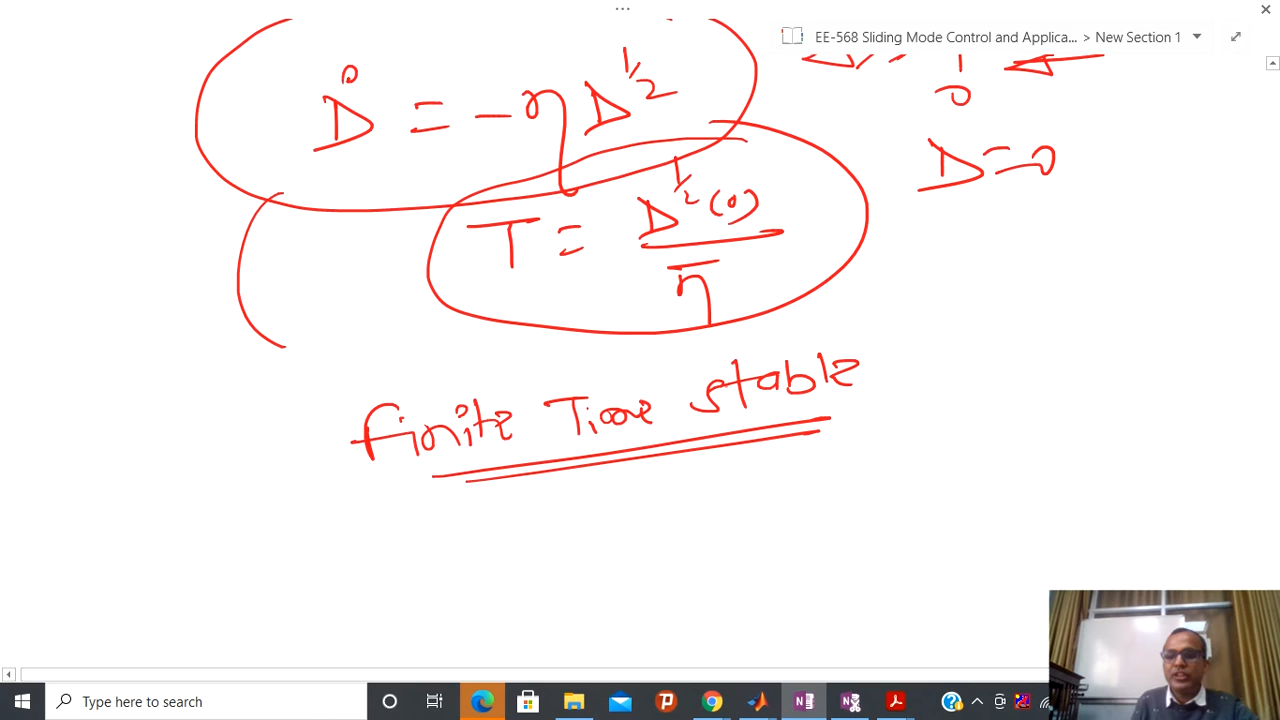 EE-568 Sliding Mode Control and Applica... > New Section 1
Ḋ = -η D^{1/2}
D = 0
T = D^{1/2}(0) / η
finite Time stable
Type here to search